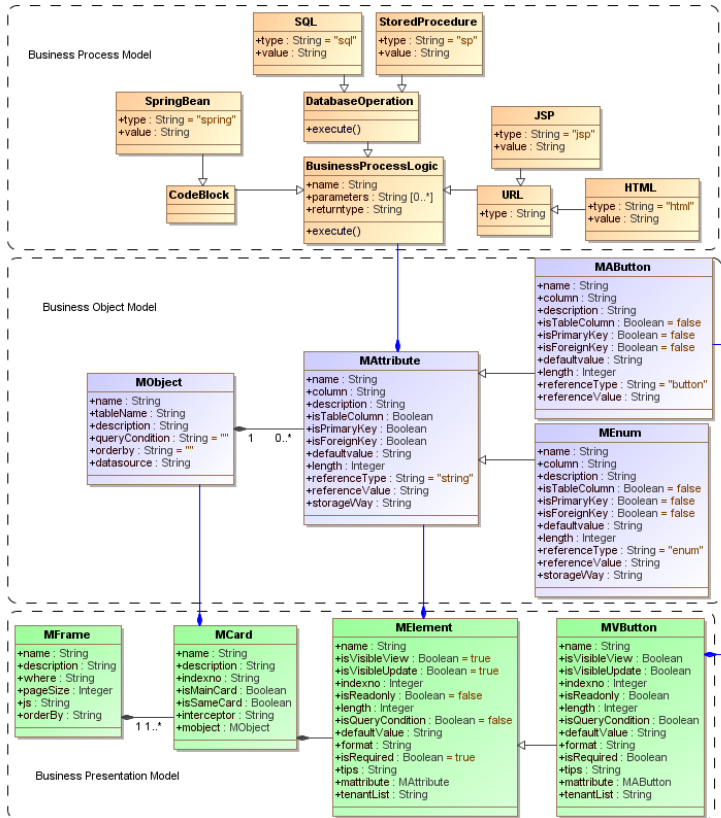 Business Process Model
SQL
+type : String = "sql"
+value : String
StoredProcedure
+type : String = "sp"
+value : String
SpringBean
+type : String = "spring"
+value : String
DatabaseOperation
+execute()
JSP
+type : String = "jsp"
+value : String
CodeBlock
BusinessProcessLogic
+name : String
+parameters : String [0..*]
+returntype : String
+execute()
URL
+type : String
HTML
+type : String = "html"
+value : String
Business Object Model
MAButton
+name : String
+column : String
+description : String
+isTableColumn : Boolean = false
+isPrimaryKey : Boolean = false
+isForeignKey : Boolean = false
+defaultvalue : String
+length : Integer
+referenceType : String = "button"
+referenceValue : String
MObject
+name : String
+tableName : String
+description : String
+queryCondition : String = ""
+orderby : String = ""
+datasource : String
1
0..*
MAttribute
+name : String
+column : String
+description : String
+isTableColumn : Boolean
+isPrimaryKey : Boolean
+isForeignKey : Boolean
+defaultvalue : String
+length : Integer
+referenceType : String = "string"
+referenceValue : String
+storageWay : String
MEnum
+name : String
+column : String
+description : String
+isTableColumn : Boolean = false
+isPrimaryKey : Boolean = false
+isForeignKey : Boolean = false
+defaultvalue : String
+length : Integer
+referenceType : String = "enum"
+referenceValue : String
+storageWay : String
MFrame
+name : String
+description : String
+where : String
+pageSize : Integer
+js : String
+orderBy : String
1 1..*
MCard
+name : String
+description : String
+indexno : String
+isMainCard : Boolean
+isSameCard : Boolean
+interceptor : String
+mobject : MObject
MElement
+name : String
+isVisibleView : Boolean = true
+isVisibleUpdate : Boolean = true
+indexno : Integer
+isReadonly : Boolean = false
+length : Integer
+isQueryCondition : Boolean = false
+defaultValue : String
+format : String
+isRequired : Boolean = true
+tips : String
+mattribute : MAttribute
+tenantList : String
MVButton
+name : String
+isVisibleView : Boolean
+isVisibleUpdate : Boolean
+indexno : Integer
+isReadonly : Boolean
+length : Integer
+isQueryCondition : Boolean
+defaultValue : String
+format : String
+isRequired : Boolean
+tips : String
+mattribute : MAButton
+tenantList : String
Business Presentation Model